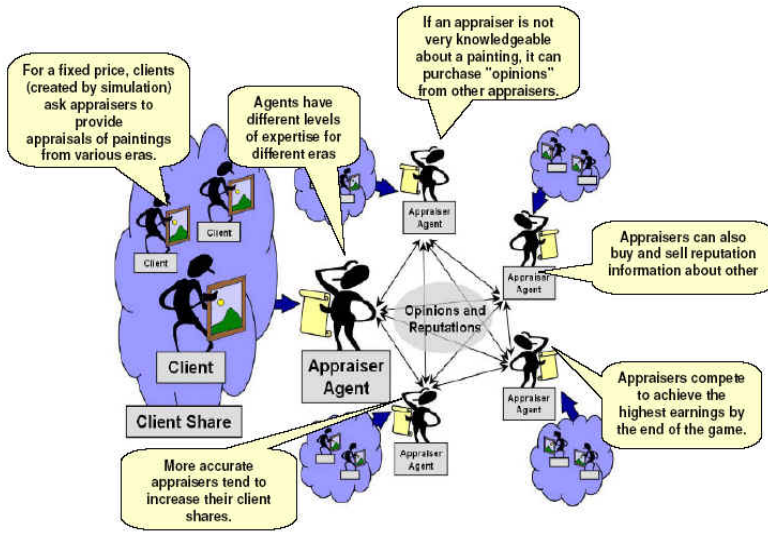 If an appraiser is not
very knowledgeable
about a painting, it can
purchase "opinions"
from other appraisers.
For a fixed price, clients
(created by simulation)
ask appraisers to
provide
appraisals of paintings
from various eras.
Agents have
different levels
of expertise for
different eras
Appraiser
Agent
Client
Client
Client
Client Share
Appraiser
Agent
Opinions and
Reputations
Appraiser
Agent
Appraisers can also
buy and sell reputation
information about other
Appraiser
Agent
Appraisers compete
to achieve the
highest earnings by
the end of the game.
Appraiser
Agent
More accurate
appraisers tend to
increase their client
shares.